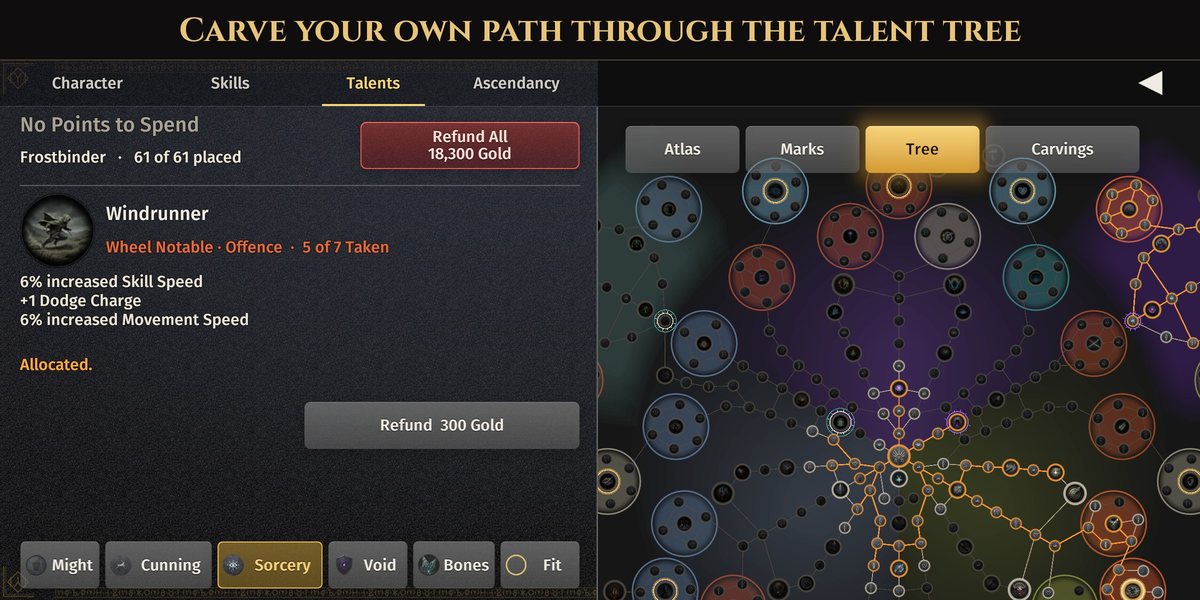 Carve your own path through the talent tree
Character
Skills
Talents
Ascendancy
No Points to Spend
Frostbinder · 61 of 61 placed
Refund All
18,300 Gold
Windrunner
Wheel Notable · Offence · 5 of 7 Taken
6% increased Skill Speed
+1 Dodge Charge
6% increased Movement Speed
Allocated.
Refund 300 Gold
Might
Cunning
Sorcery
Void
Bones
Fit
Atlas
Marks
Tree
Carvings